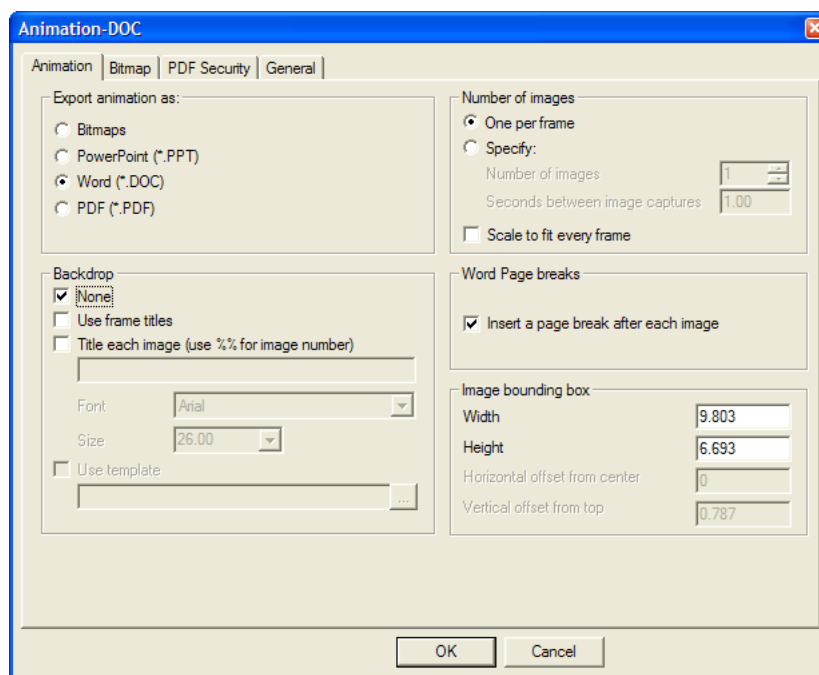 Animation-DOC
Animation Bitmap PDF Security General
Export animation as:
Bitmaps
PowerPoint (*.PPT)
Word (*.DOC)
PDF (*.PDF)
Number of images
One per frame
Specify:
Number of images 1
Seconds between image captures 1.00
Scale to fit every frame
Backdrop
None
Use frame titles
Title each image (use %% for image number)
Font Arial
Size 26.00
Use template
...
Word Page breaks
Insert a page break after each image
Image bounding box
Width 9.803
Height 6.693
Horizontal offset from center 0
Vertical offset from top 0.787
OK Cancel